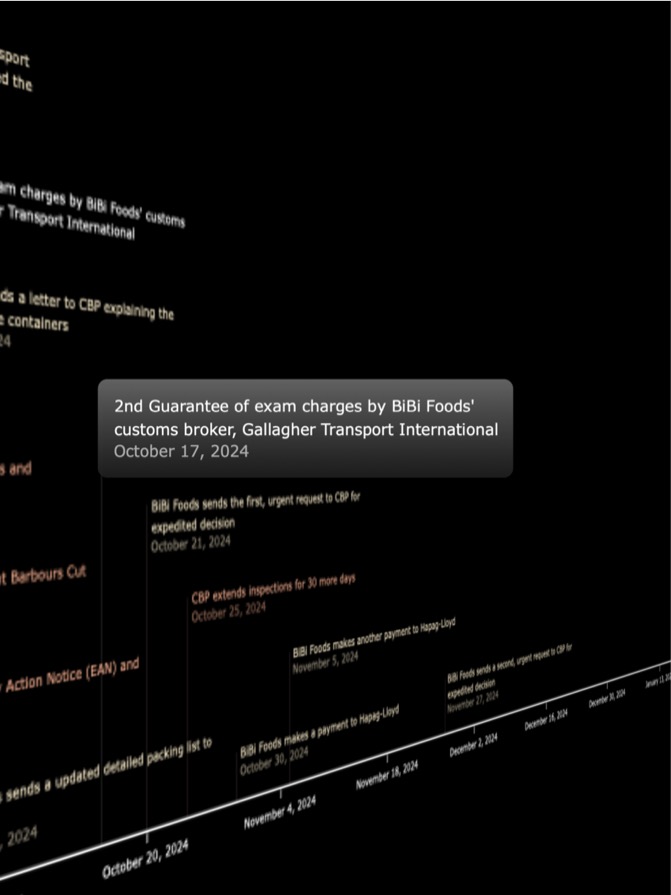 sport
ed the
am charges by BiBi Foods' customs
r Transport International
ds a letter to CBP explaining the
e containers
24
2nd Guarantee of exam charges by BiBi Foods'
customs broker, Gallagher Transport International
October 17, 2024
s and
BiBi Foods sends the first, urgent request to CBP for
expedited decision
October 21, 2024
t Barbours Cut
CBP extends inspections for 30 more days
October 25, 2024
BiBi Foods makes another payment to Hapag-Lloyd
November 5, 2024
Action Notice (EAN) and
BiBi Foods sends a second, urgent request to CBP for
expedited decision
November 27, 2024
BiBi Foods makes a payment to Hapag-Lloyd
October 30, 2024
sends a updated detailed packing list to
, 2024
October 20, 2024
November 4, 2024
November 18, 2024
December 2, 2024
December 16, 2024
December 30, 2024
January 13, 202